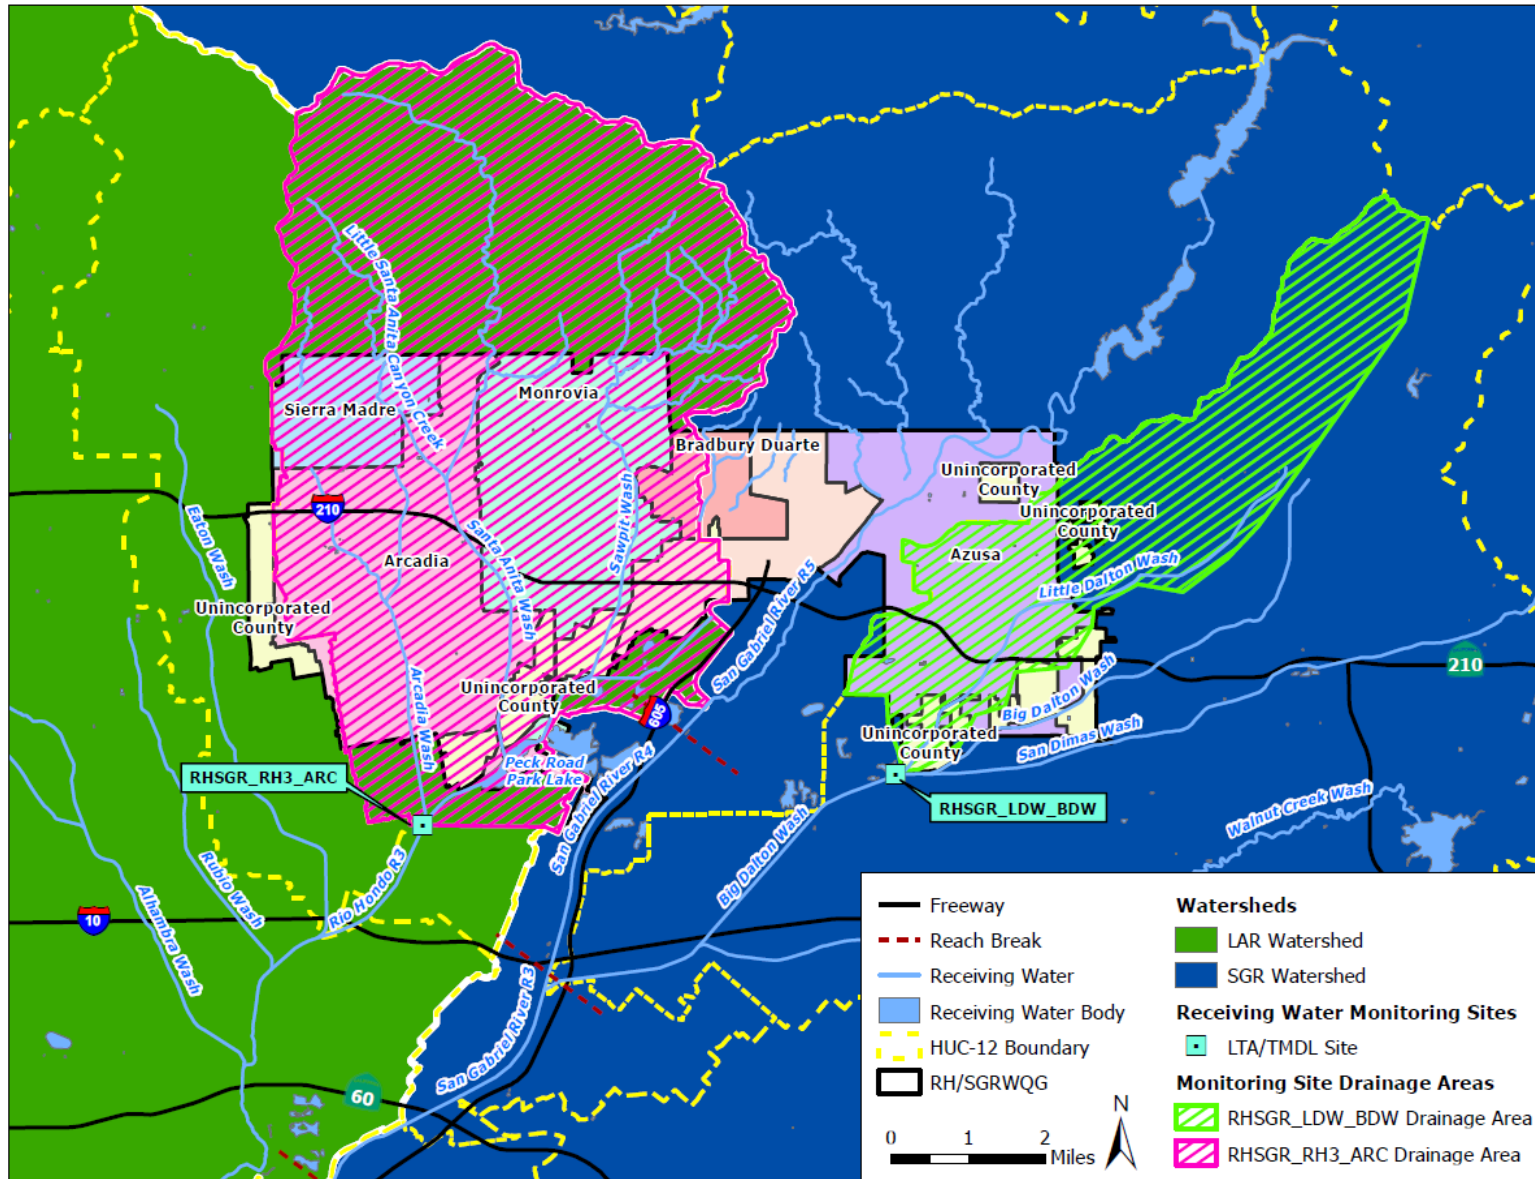 Little Santa Anita Canyon Creek
Sierra Madre
Monrovia
Bradbury Duarte
Unincorporated
County
Unincorporated
County
210
Eaton Wash
Santa Anita Wash
Sawpit Wash
Arcadia
Azusa
Little Dalton Wash
San Gabriel River R5
Unincorporated
County
210
Arcadia Wash
Unincorporated
County
605
Big Dalton Wash
San Dimas Wash
Unincorporated
County
Peck Road
Park Lake
RHSGR_RH3_ARC
RHSGR_LDW_BDW
San Gabriel River R4
Walnut Creek Wash
Big Dalton Wash
Rubio Wash
Rio Hondo R3
Alhambra Wash
10
San Gabriel River R3
60
Freeway
Reach Break
Receiving Water
Receiving Water Body
HUC-12 Boundary
RH/SGRWQG
0 1 2
Miles
N
Watersheds
LAR Watershed
SGR Watershed
Receiving Water Monitoring Sites
LTA/TMDL Site
Monitoring Site Drainage Areas
RHSGR_LDW_BDW Drainage Area
RHSGR_RH3_ARC Drainage Area